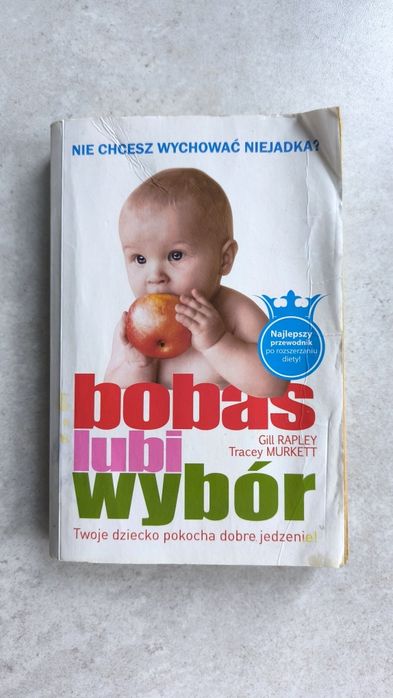 NIE CHCESZ WYCHOWAĆ NIEJADKA?
Najlepszy
przewodnik
po rozszerzaniu
diety!
bobas
Gill RAPLEY
lubi
Tracey MURKETT
wybór
Twoje dziecko pokocha dobre jedzenie!